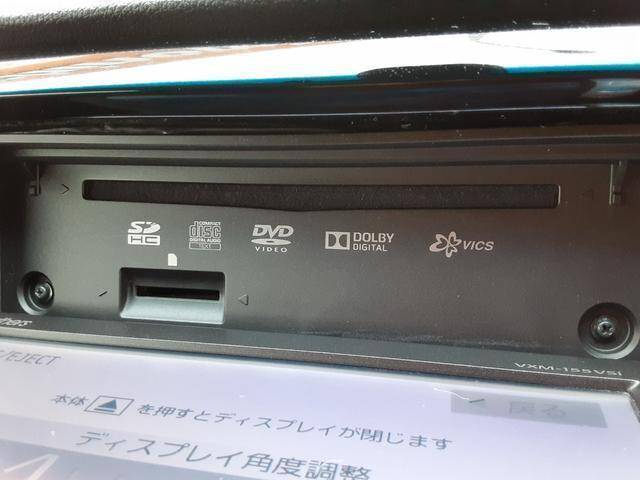 SD HC COMPACT disc DIGITAL AUDIO TEXT DVD VIDEO DOLBY DIGITAL VICS
VXM-155VSi
/EJECT
本体 を押すとディスプレイが閉じます
戻る
ディスプレイ角度調整